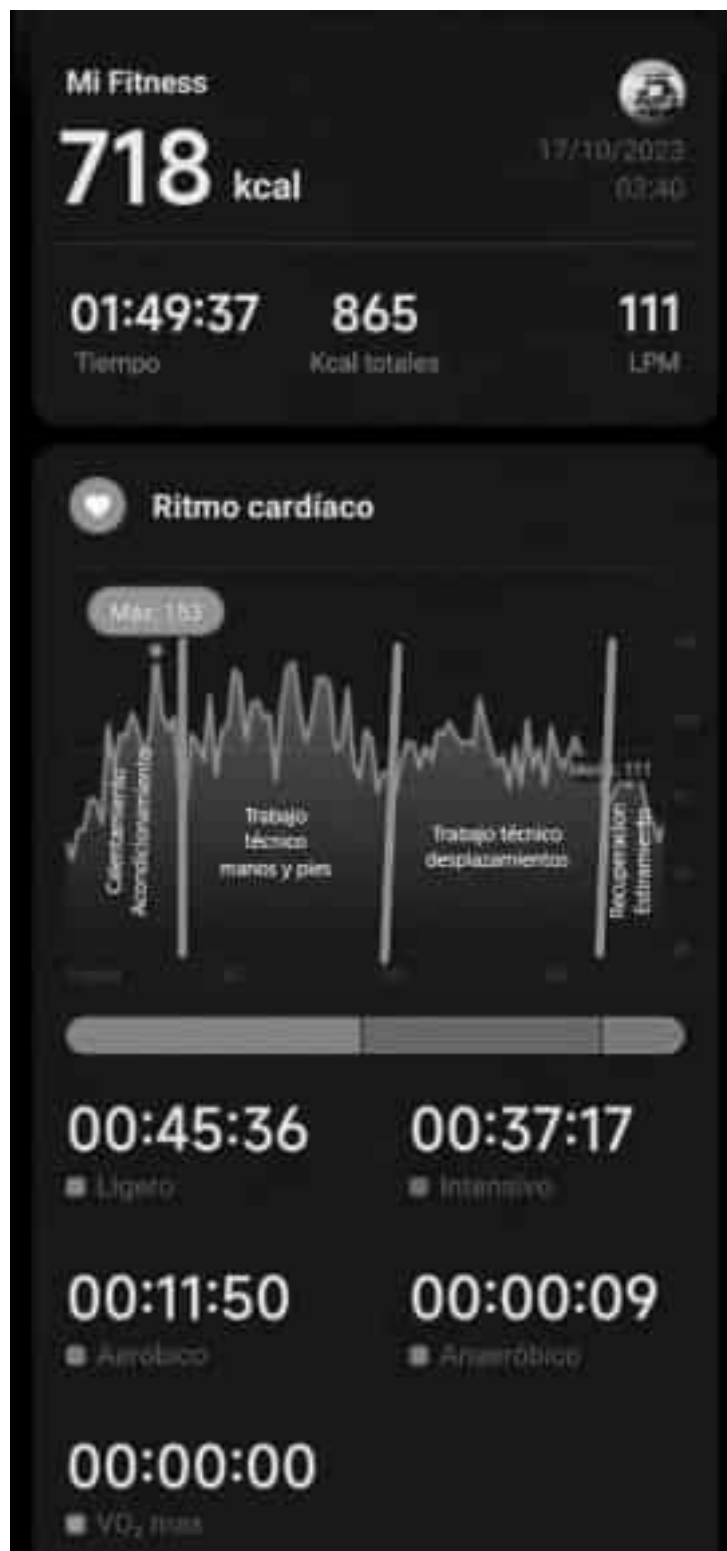 Mi Fitness
718 kcal
17/10/2023
03:40
01:49:37 865 111
Tiempo Kcal totales LPM
Ritmo cardíaco
Máx. 153
111
Calentamiento
Acondicionamiento
Trabajo
técnico
manos y pies
Trabajo técnico
desplazamientos
Recuperación
Estiramiento
00:45:36 00:37:17
Ligero Intensivo
00:11:50 00:00:09
Aeróbico Anaeróbico
00:00:00
VO₂ max